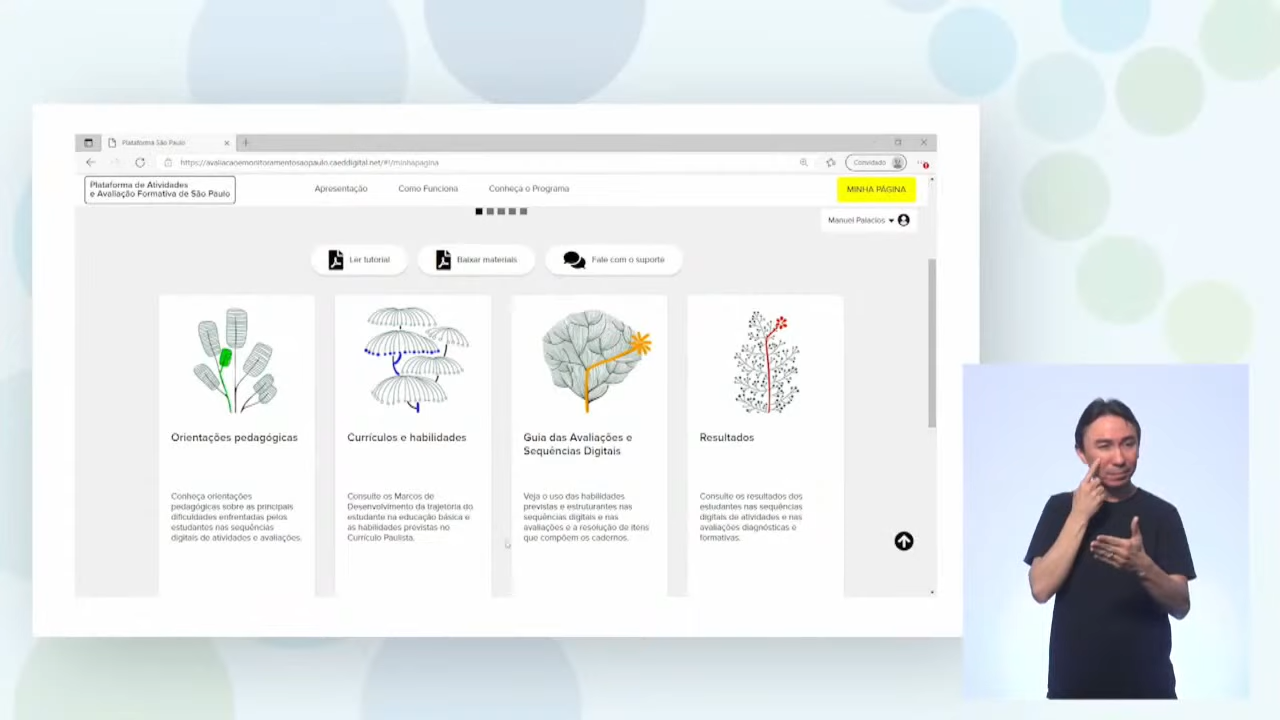 Plataforma São Paulo
https://avaliacaoemonitoramentosaopaulo.caeddigital.net/#!/minhapagina
Convidado
Plataforma de Atividades
e Avaliação Formativa de São Paulo
Apresentação
Como Funciona
Conheça o Programa
MINHA PÁGINA
Manuel Palacios
Ler tutorial
Baixar materiais
Fale com o suporte
Orientações pedagógicas
Conheça orientações
pedagógicas sobre as principais
dificuldades enfrentadas pelos
estudantes nas sequências
digitais de atividades e avaliações.
Currículos e habilidades
Consulte os Marcos de
Desenvolvimento da trajetória do
estudante na educação básica e
as habilidades previstas no
Currículo Paulista.
Guia das Avaliações e
Sequências Digitais
Veja o uso das habilidades
previstas e estruturantes nas
sequências digitais e nas
avaliações e a resolução de itens
que compõem os cadernos.
Resultados
Consulte os resultados dos
estudantes nas sequências
digitais de atividades e nas
avaliações diagnósticas e
formativas.